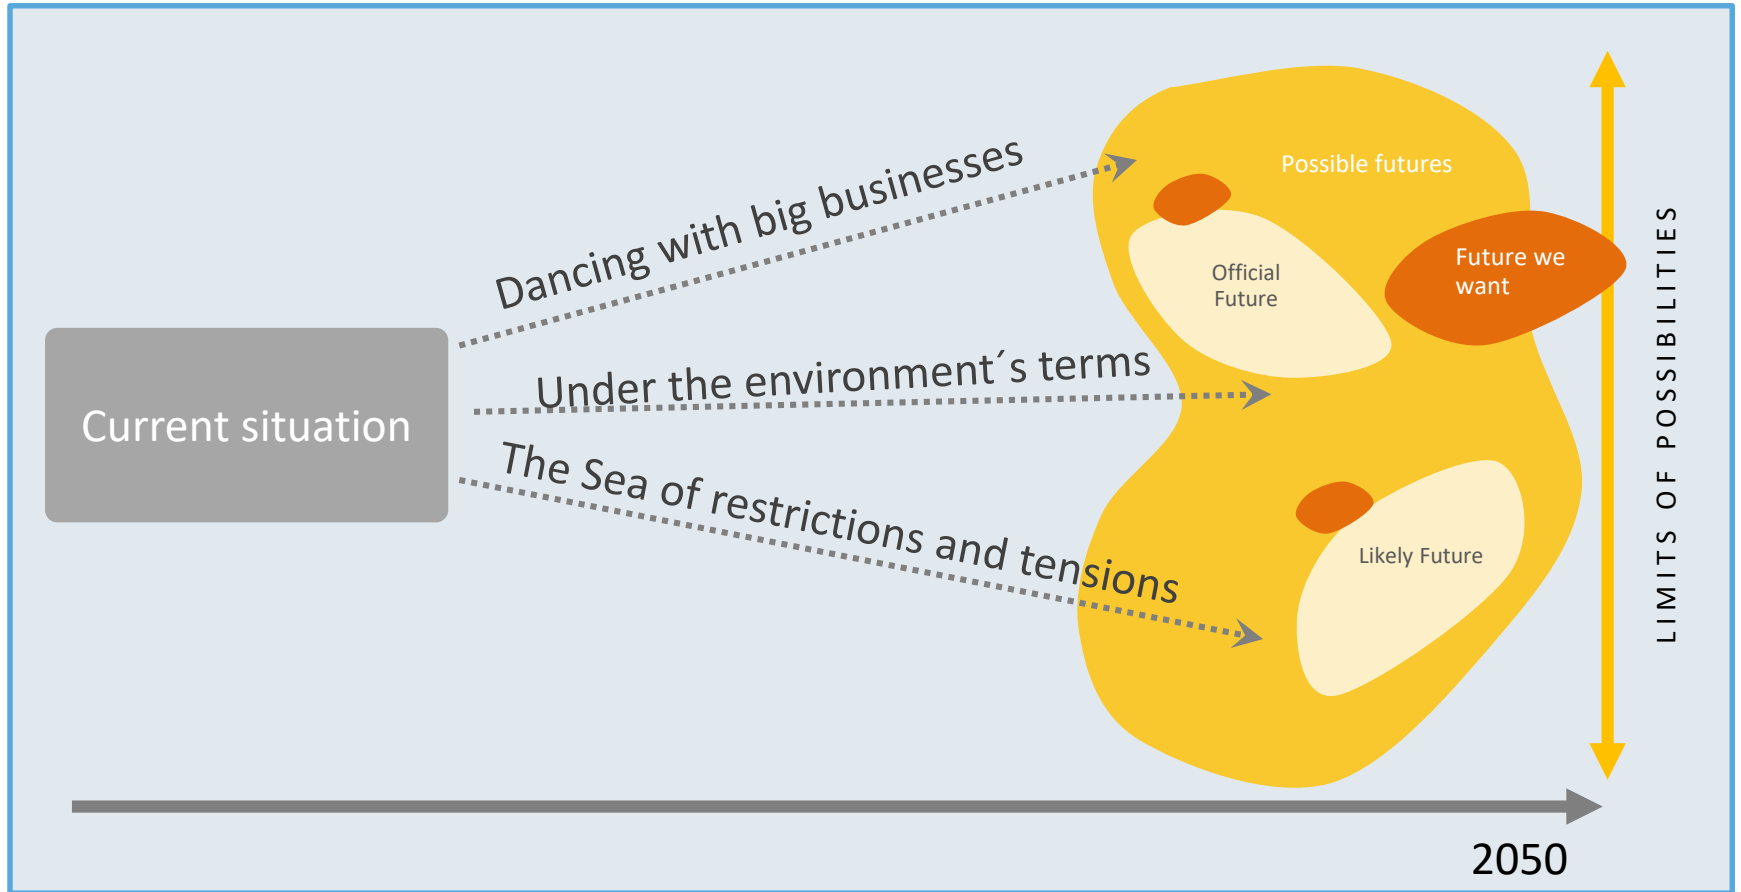 Dancing with big businesses
Possible futures
Official
Future
Future we
want
Under the environment´s terms
Current situation
The Sea of restrictions and tensions
Likely Future
LIMITS OF POSSIBILITIES
2050